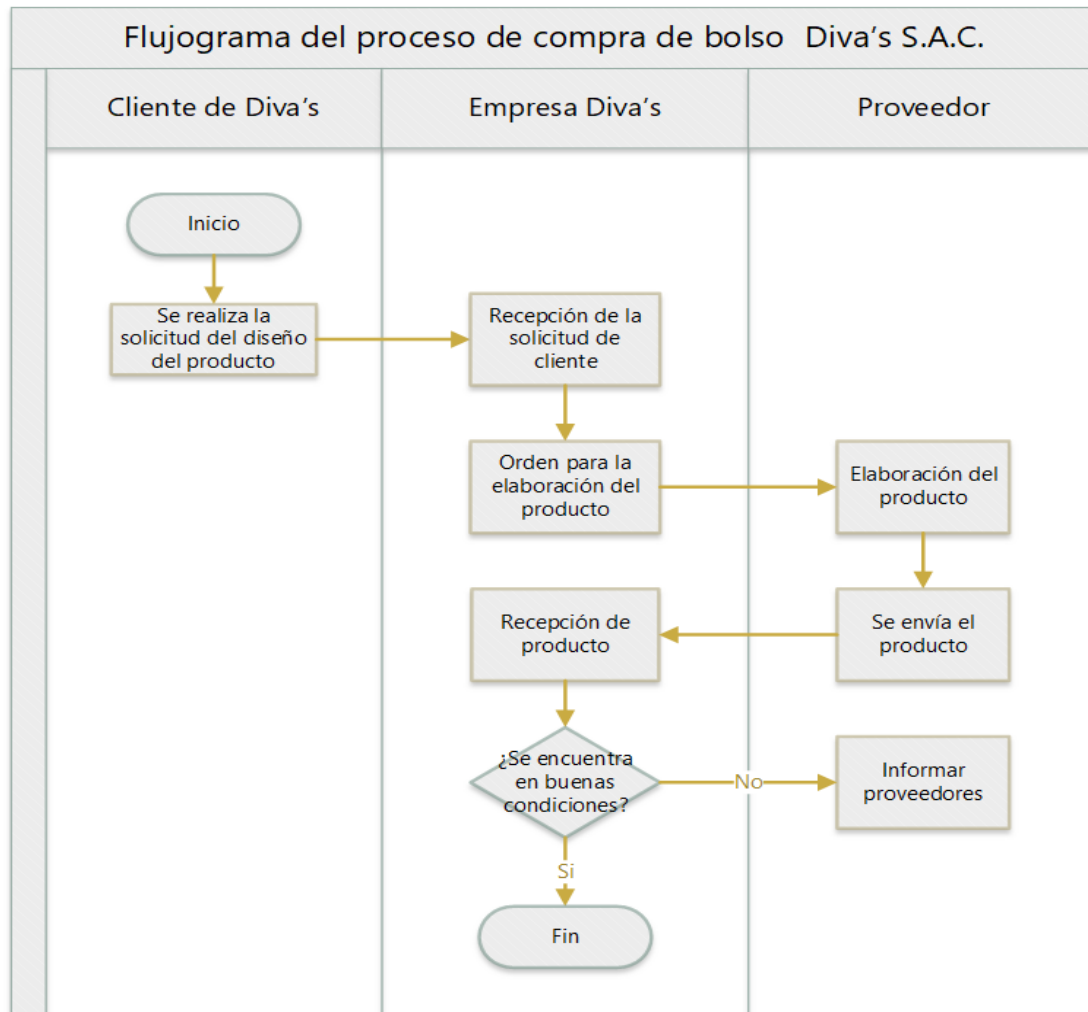 Flujograma del proceso de compra de bolso Diva's S.A.C.
Cliente de Diva's
Empresa Diva's
Proveedor
Inicio
Se realiza la
solicitud del diseño
del producto
Recepción de la
solicitud de
cliente
Orden para la
elaboración del
producto
Elaboración del
producto
Se envía el
producto
Recepción de
producto
¿Se encuentra
en buenas
condiciones?
No
Informar
proveedores
Si
Fin